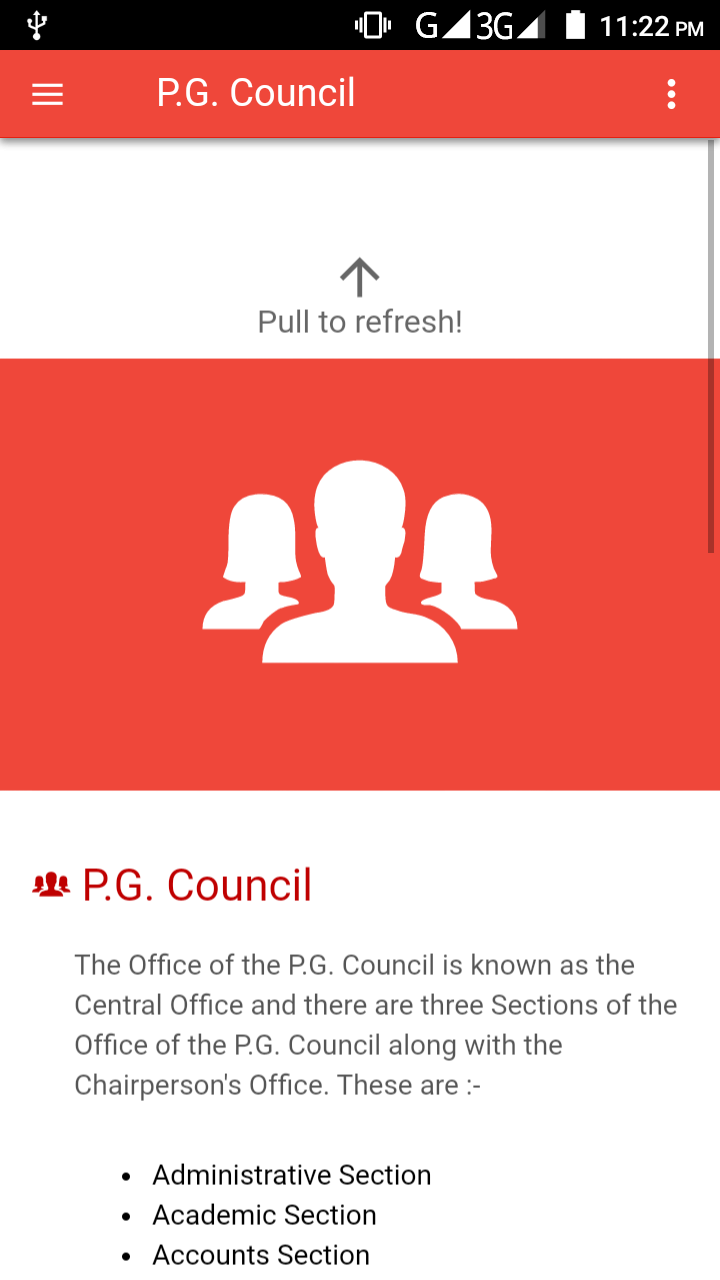 G 3G 11:22 PM
P.G. Council
Pull to refresh!
P.G. Council
The Office of the P.G. Council is known as the
Central Office and there are three Sections of the
Office of the P.G. Council along with the
Chairperson's Office. These are :-
• Administrative Section
• Academic Section
• Accounts Section